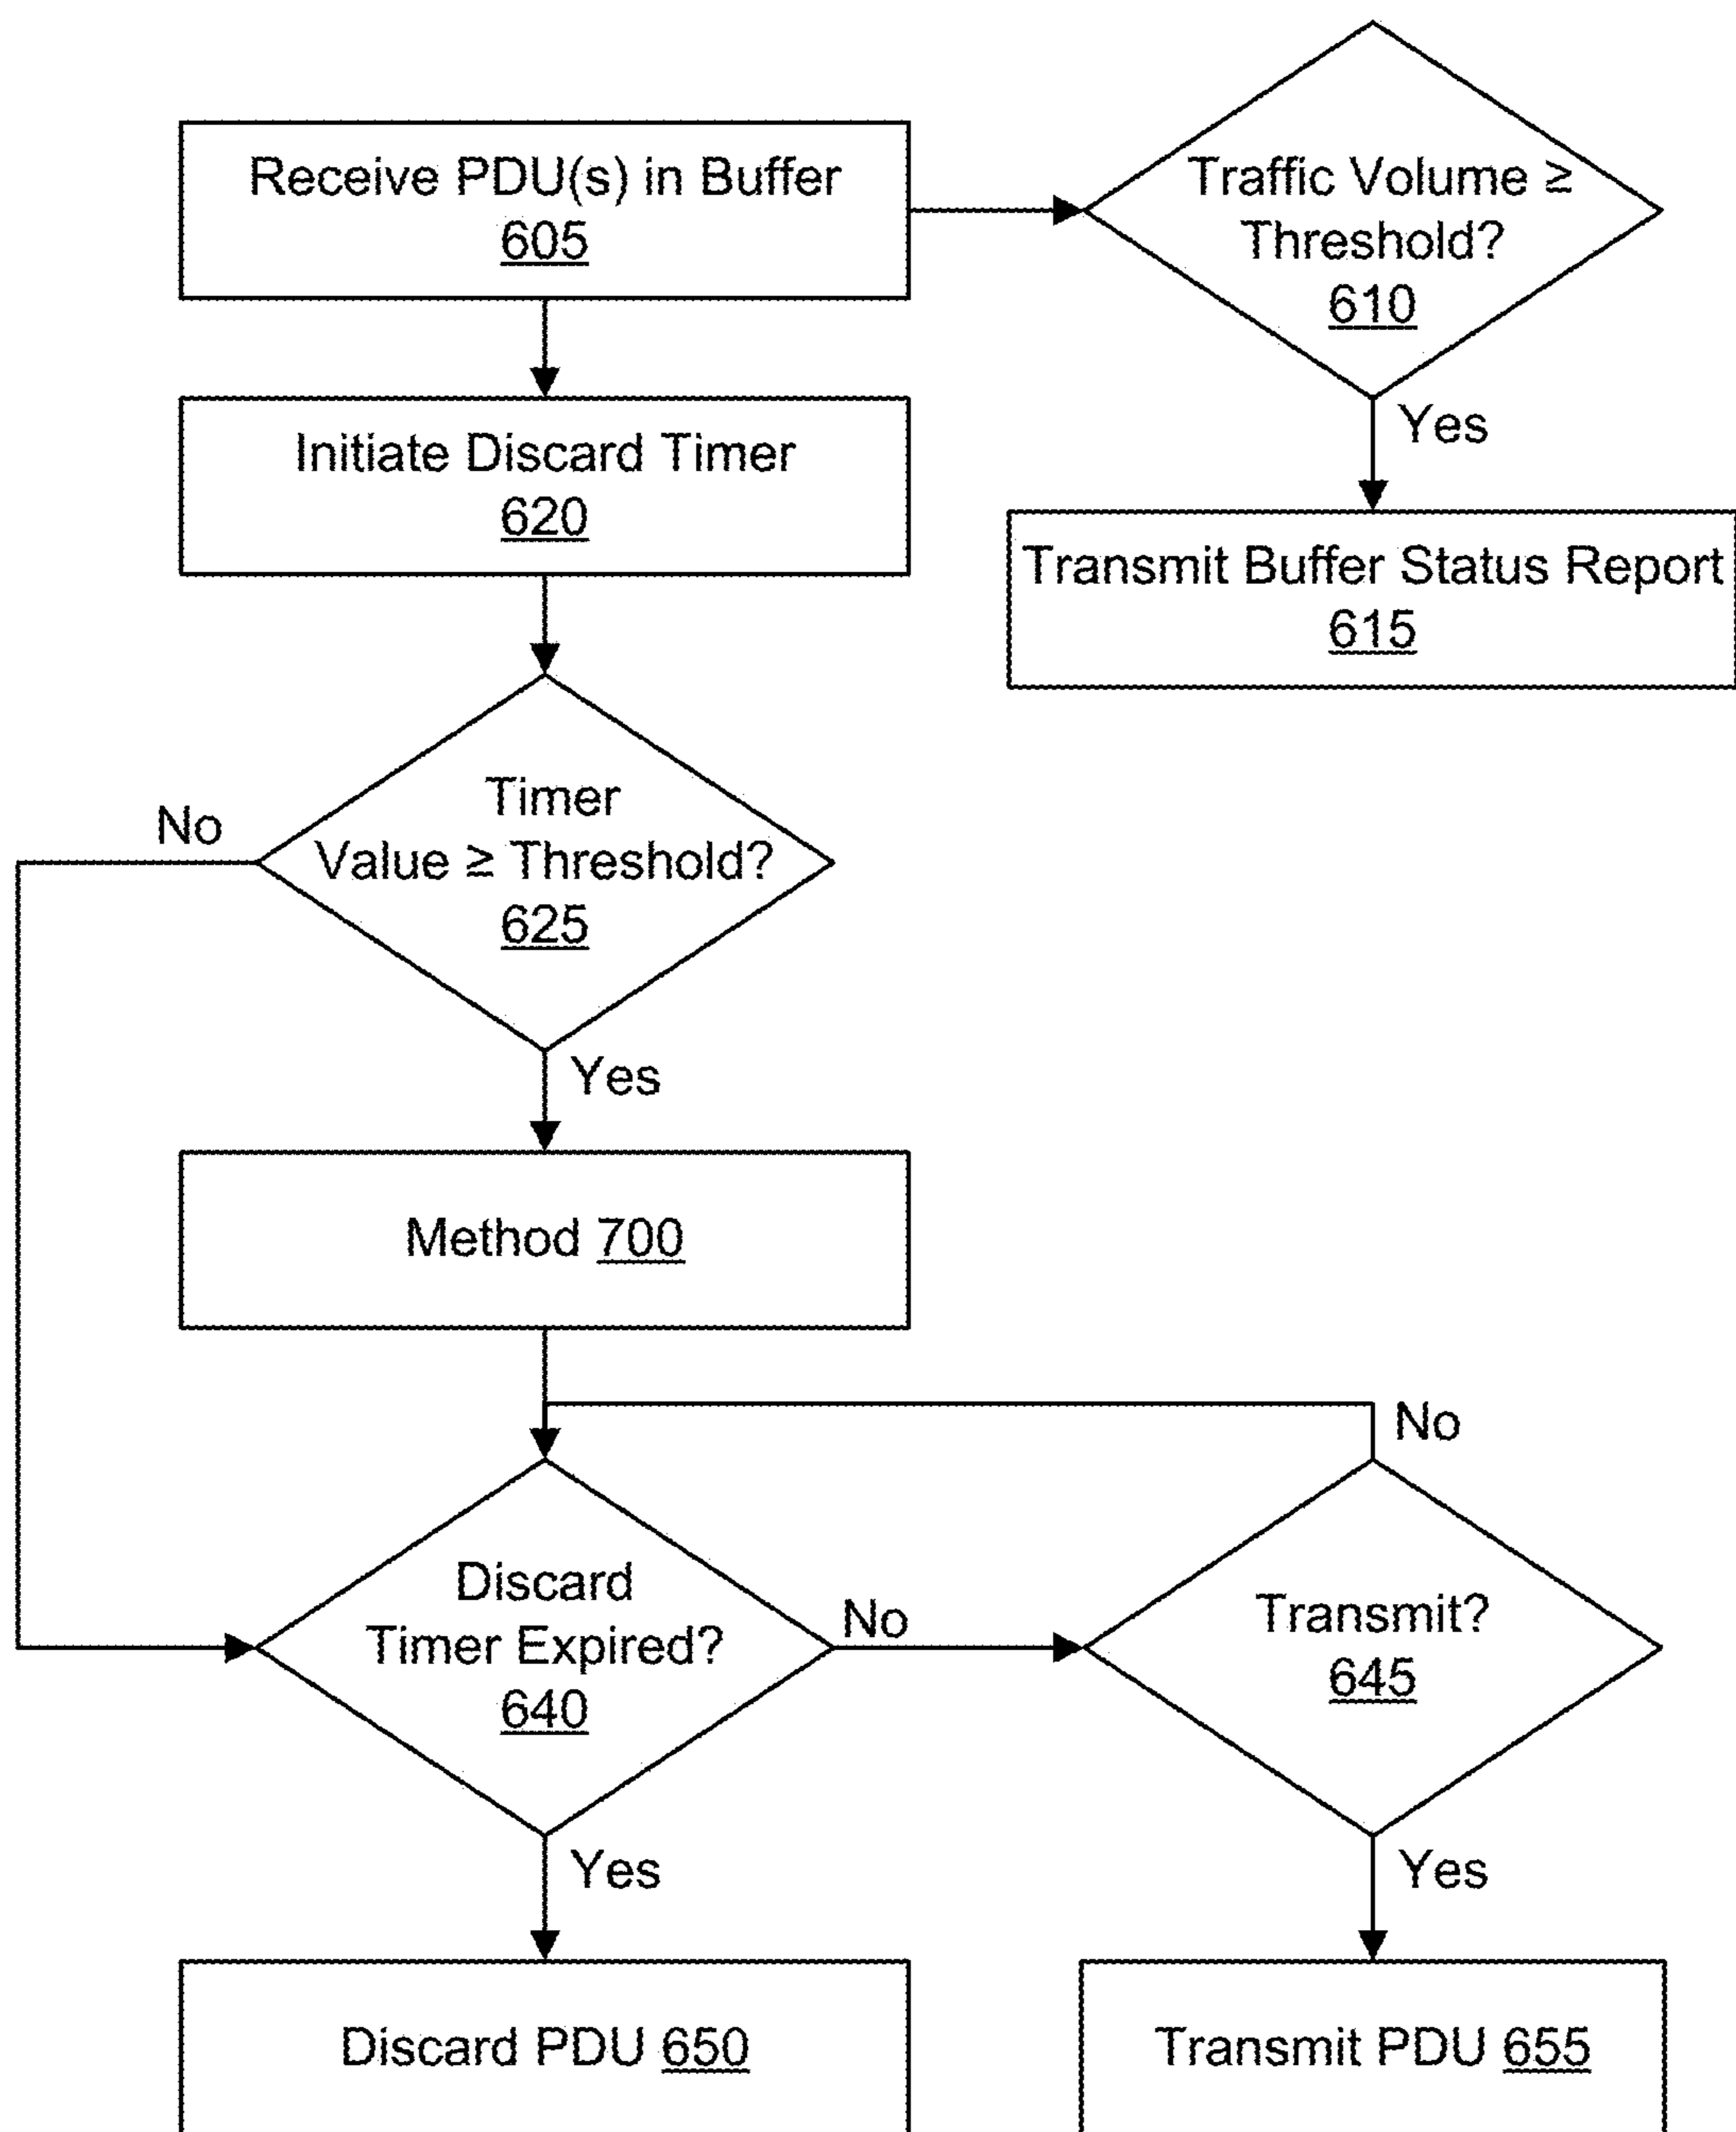 Receive PDU(s) in Buffer
605
Traffic Volume ≥
Threshold?
610
Yes
Initiate Discard Timer
620
Transmit Buffer Status Report
615
Timer
Value ≥ Threshold?
625
No
Yes
Method 700
No
Discard
Timer Expired?
640
No
Transmit?
645
Yes
Yes
Discard PDU 650
Transmit PDU 655